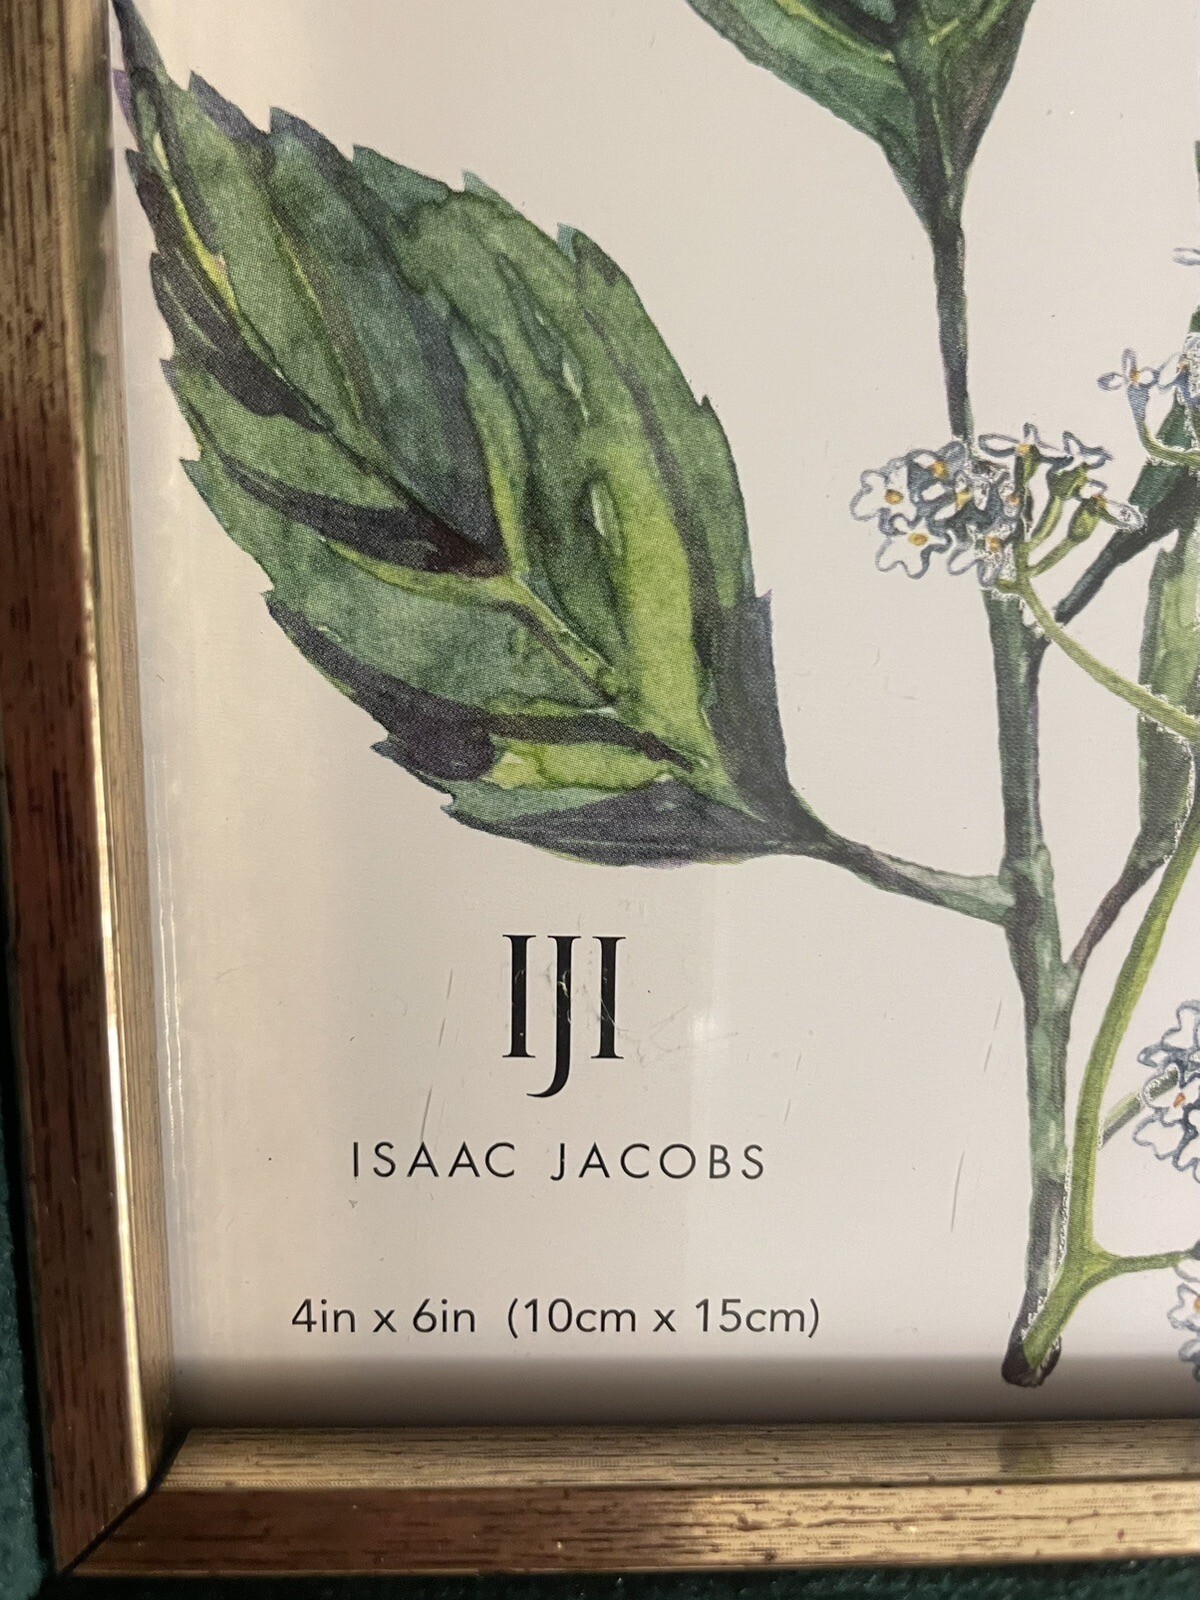 IJI
ISAAC JACOBS
4in x 6in (10cm x 15cm)